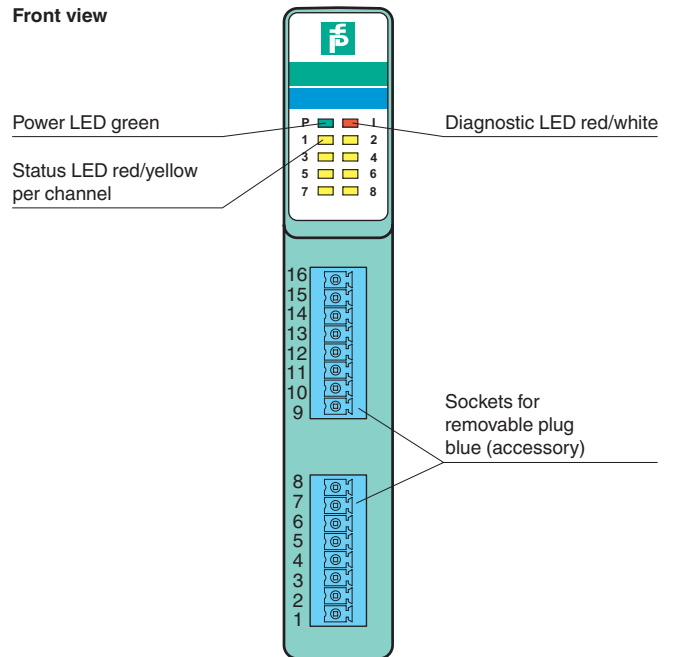 Front view
Power LED green
Status LED red/yellow
per channel
Diagnostic LED red/white
P I
1 2
3 4
5 6
7 8
16
15
14
13
12
11
10
9
Sockets for
removable plug
blue (accessory)
8
7
6
5
4
3
2
1